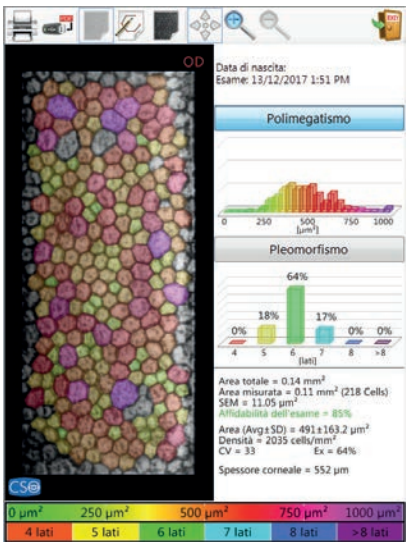 PDF
EXIT
OD
Data di nascita:
Esame: 13/12/2017 1:51 PM
Polimegatismo
0 250 500 750 1000
[μm²]
Pleomorfismo
64%
18% 17%
0% 0% 0%
4 5 6 7 8 >8
[lati]
Area totale = 0.14 mm²
Area misurata = 0.11 mm² (218 Cells)
SEM = 11.05 μm²
Affidabilità dell'esame = 85%
Area (Avg±SD) = 491±163.2 μm²
Densità = 2035 cells/mm²
CV = 33 Ex = 64%
Spessore corneale = 552 μm
CSO
0 μm² 250 μm² 500 μm² 750 μm² 1000 μm²
4 lati 5 lati 6 lati 7 lati 8 lati >8 lati